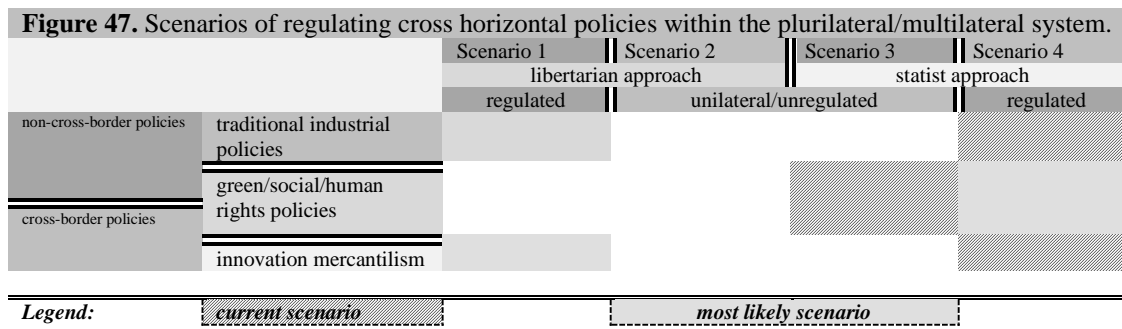 Figure 47. Scenarios of regulating cross horizontal policies within the plurilateral/multilateral system.
Scenario 1 Scenario 2 Scenario 3 Scenario 4
libertarian approach statist approach
regulated unilateral/unregulated regulated
non-cross-border policies
traditional industrial
policies
green/social/human
rights policies
cross-border policies
innovation mercantilism
Legend: current scenario most likely scenario